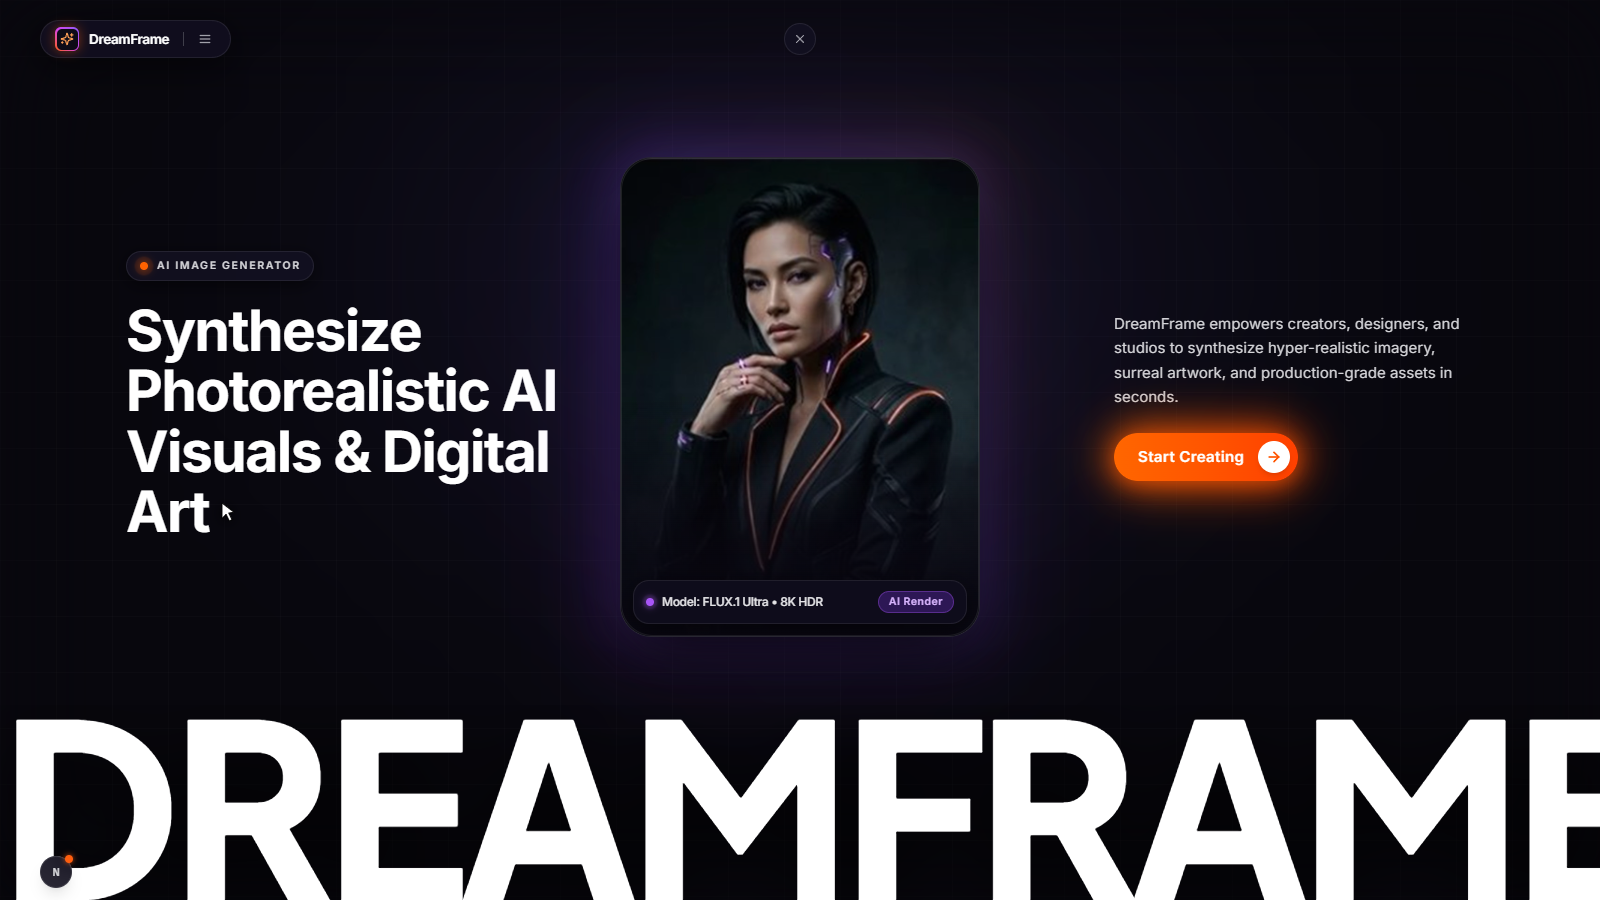 DreamFrame
AI IMAGE GENERATOR
Synthesize
Photorealistic AI
Visuals & Digital
Art
Model: FLUX.1 Ultra • 8K HDR
AI Render
DreamFrame empowers creators, designers, and
studios to synthesize hyper-realistic imagery,
surreal artwork, and production-grade assets in
seconds.
Start Creating
DREAMFRAME
N